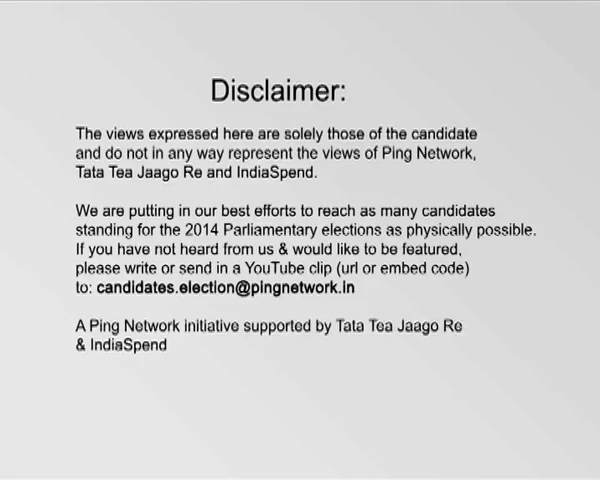 Disclaimer:
The views expressed here are solely those of the candidate
and do not in any way represent the views of Ping Network,
Tata Tea Jaago Re and IndiaSpend.
We are putting in our best efforts to reach as many candidates
standing for the 2014 Parliamentary elections as physically possible.
If you have not heard from us & would like to be featured,
please write or send in a YouTube clip (url or embed code)
to: candidates.election@pingnetwork.in
A Ping Network initiative supported by Tata Tea Jaago Re
& IndiaSpend